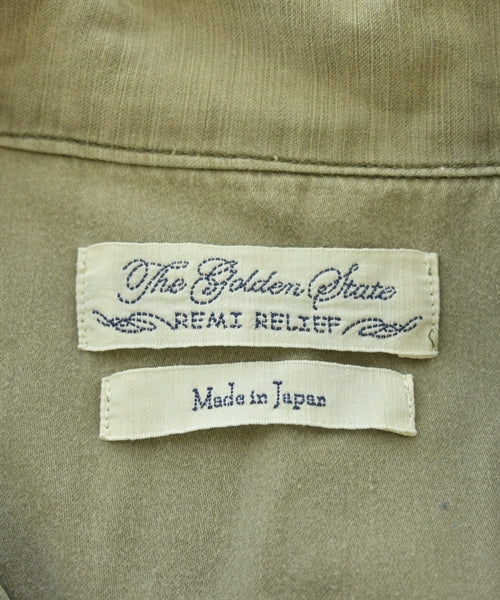 The Golden State
REMI RELIEF
Made in Japan